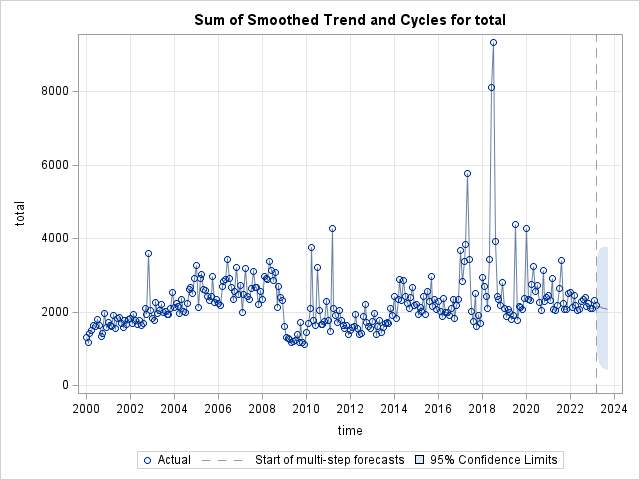 Sum of Smoothed Trend and Cycles for total
8000
6000
4000
2000
0
total
2000 2002 2004 2006 2008 2010 2012 2014 2016 2018 2020 2022 2024
time
Actual Start of multi-step forecasts 95% Confidence Limits